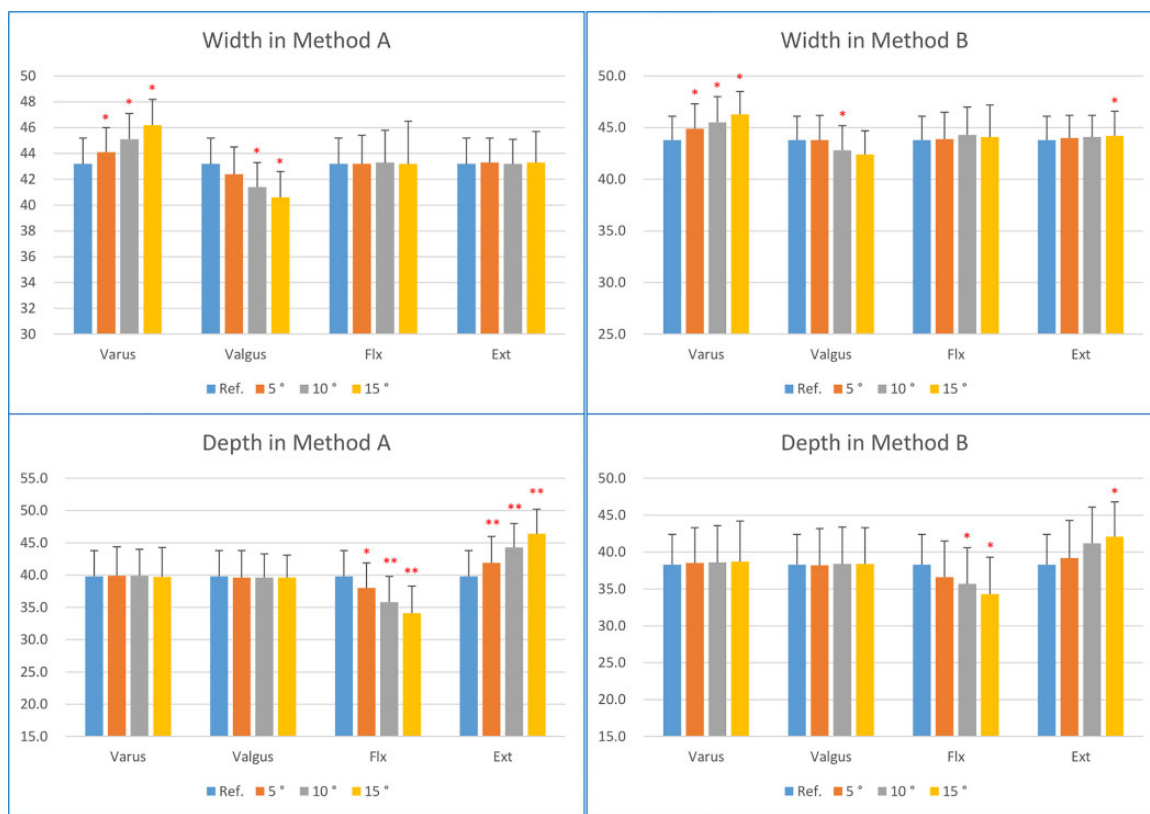 Width in Method A
50
48
46
44
42
40
38
36
34
32
30
* * *
* *
Varus Valgus Flx Ext
Ref. 5 ° 10 ° 15 °
Width in Method B
50.0
45.0
40.0
35.0
30.0
25.0
* * *
*
*
Varus Valgus Flx Ext
Ref. 5 ° 10 ° 15 °
Depth in Method A
55.0
50.0
45.0
40.0
35.0
30.0
25.0
20.0
15.0
* ** **
** ** **
Varus Valgus Flx Ext
Ref. 5 ° 10 ° 15 °
Depth in Method B
50.0
45.0
40.0
35.0
30.0
25.0
20.0
15.0
* *
*
Varus Valgus Flx Ext
Ref. 5 ° 10 ° 15 °